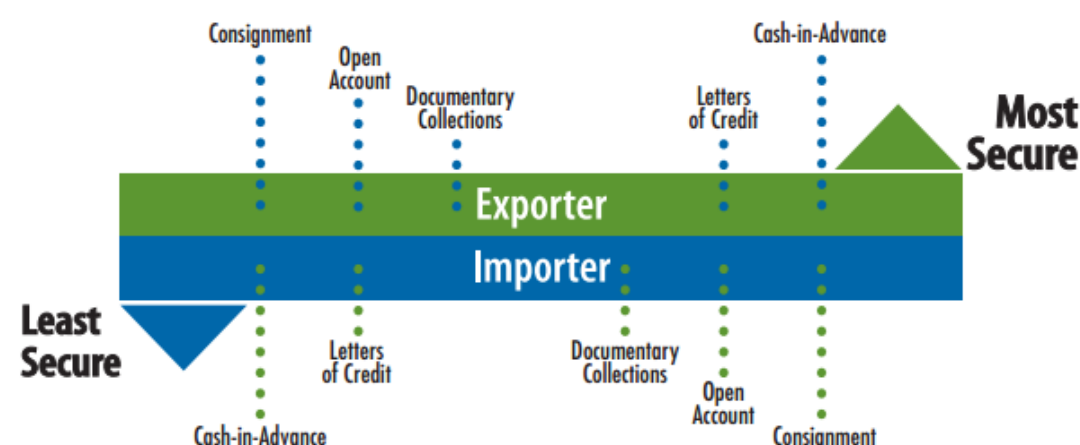 Consignment
Cash-in-Advance
Open
Account
Documentary
Collections
Letters
of Credit
Most
Secure
Exporter
Importer
Least
Secure
Letters
of Credit
Documentary
Collections
Open
Account
Cash-in-Advance
Consignment